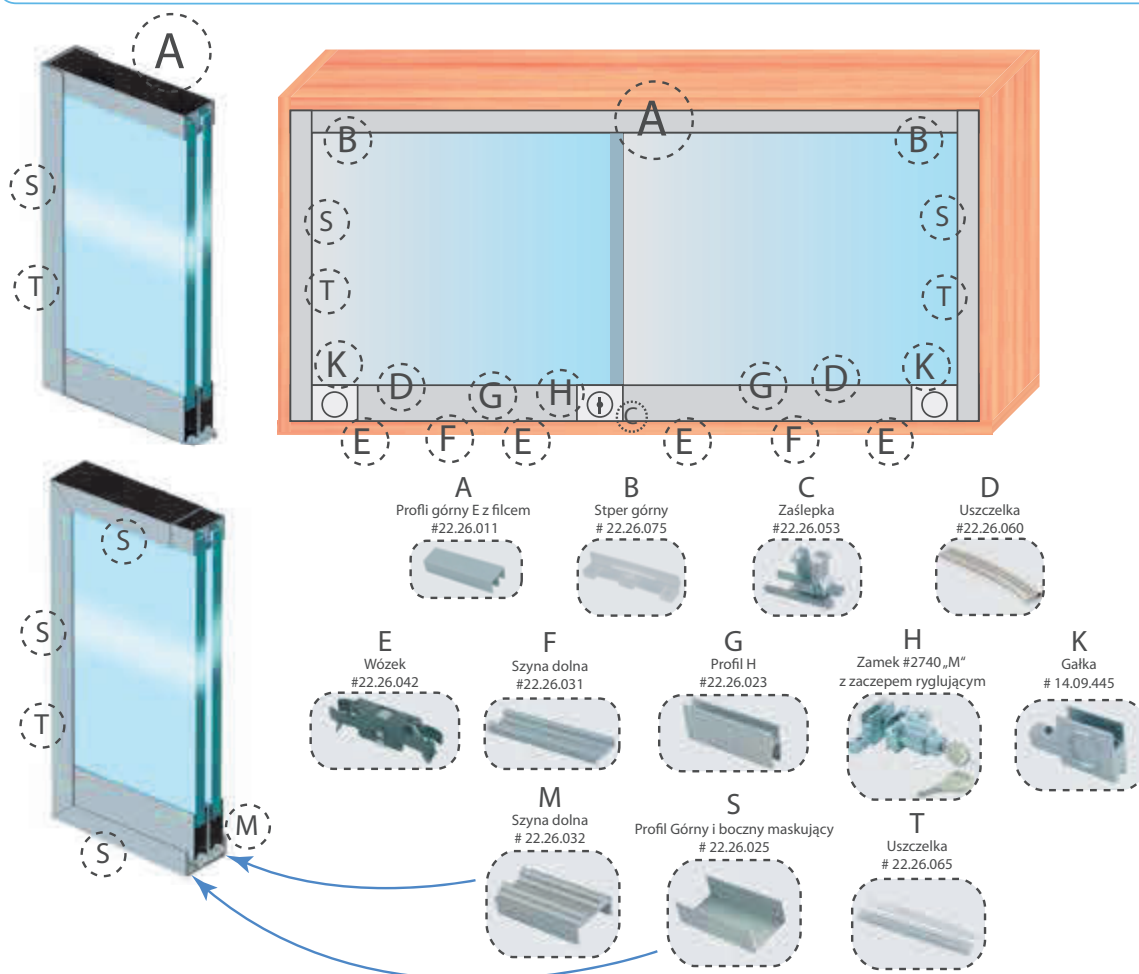 A
A
B
B
S
S
S
T
T
T
K
K
D
G
H
C
G
D
E
F
E
E
F
E
S
S
T
M
S
A
Profli górny E z filcem
#22.26.011
B
Stper górny
# 22.26.075
C
Zaślepka
#22.26.053
D
Uszczelka
#22.26.060
E
Wózek
#22.26.042
F
Szyna dolna
#22.26.031
G
Profil H
#22.26.023
H
Zamek #2740 „M“
z zaczepem ryglującym
K
Gałka
# 14.09.445
M
Szyna dolna
# 22.26.032
S
Profil Górny i boczny maskujący
# 22.26.025
T
Uszczelka
# 22.26.065